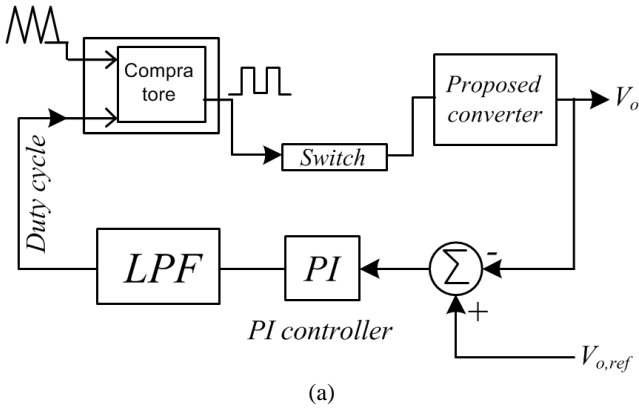 Compra
tore
Proposed
converter
V_o
Switch
Duty cycle
LPF
PI
Σ
-
+
PI controller
V_o,ref
(a)